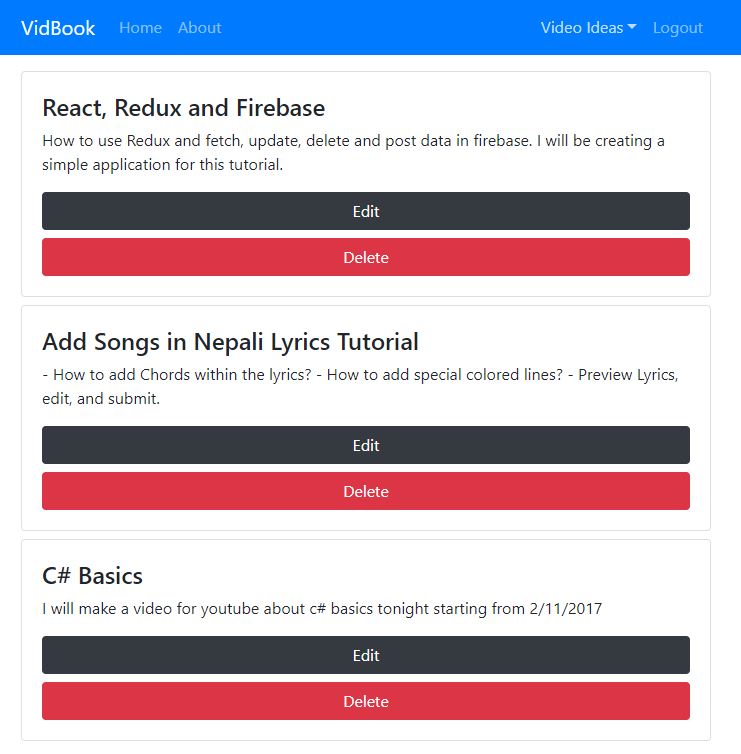 VidBook Home About Video Ideas Logout
React, Redux and Firebase
How to use Redux and fetch, update, delete and post data in firebase. I will be creating a
simple application for this tutorial.
Edit
Delete
Add Songs in Nepali Lyrics Tutorial
- How to add Chords within the lyrics? - How to add special colored lines? - Preview Lyrics,
edit, and submit.
Edit
Delete
C# Basics
I will make a video for youtube about c# basics tonight starting from 2/11/2017
Edit
Delete